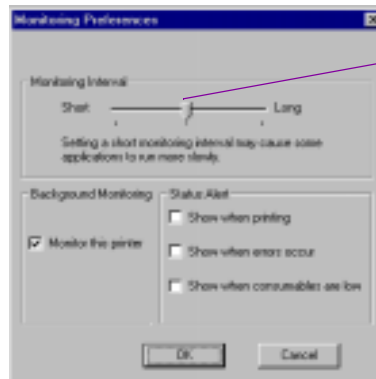 Monitoring Preferences
Monitoring Interval
Short
Long
Setting a short monitoring interval may cause some
applications to run more slowly.
Background Monitoring
Monitor this printer
Status Alert
Show when printing
Show when errors occur
Show when consumables are low
OK
Cancel